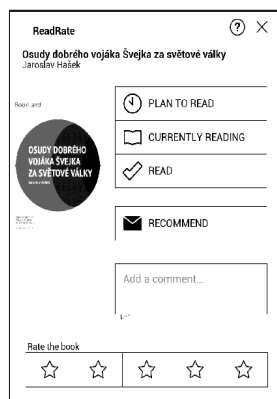 ReadRate
Osudy dobrého vojáka Švejka za světové války
Jaroslav Hašek
OSUDY DOBRÉHO
VOJÁKA ŠVEJKA
ZA SVĚTOVÉ VÁLKY
PLAN TO READ
CURRENTLY READING
READ
RECOMMEND
Add a comment...
Rate the book